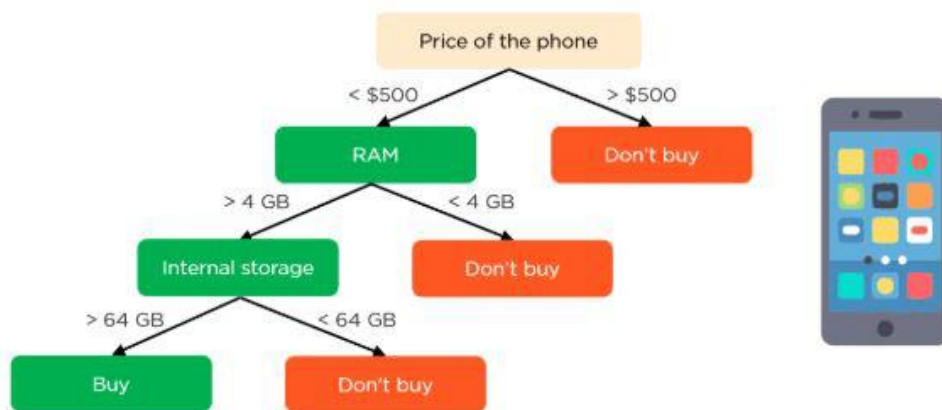 Price of the phone
< $500
> $500
RAM
Don't buy
> 4 GB
< 4 GB
Internal storage
Don't buy
> 64 GB
< 64 GB
Buy
Don't buy